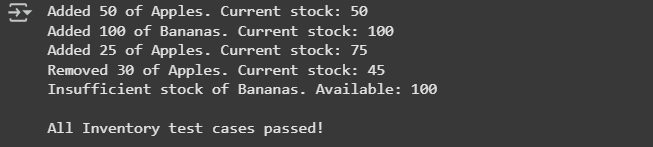 Added 50 of Apples. Current stock: 50
Added 100 of Bananas. Current stock: 100
Added 25 of Apples. Current stock: 75
Removed 30 of Apples. Current stock: 45
Insufficient stock of Bananas. Available: 100
All Inventory test cases passed!